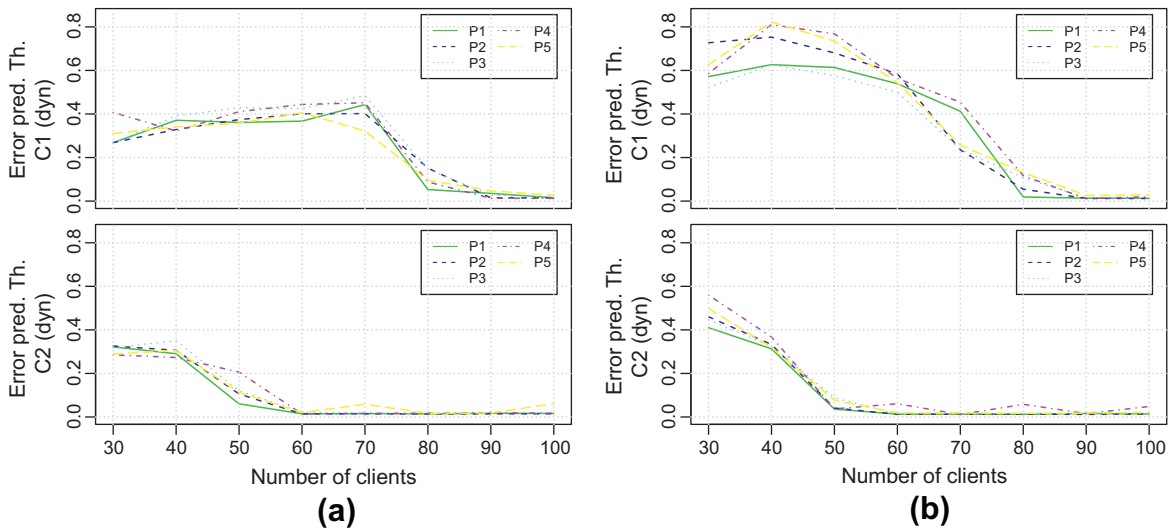 Error pred. Th.
C1 (dyn)
0.0 0.2 0.4 0.6 0.8
P1 P4
P2 P5
P3
Error pred. Th.
C2 (dyn)
0.0 0.2 0.4 0.6 0.8
P1 P4
P2 P5
P3
30 40 50 60 70 80 90 100
Number of clients
(a)
Error pred. Th.
C1 (dyn)
0.0 0.2 0.4 0.6 0.8
P1 P4
P2 P5
P3
Error pred. Th.
C2 (dyn)
0.0 0.2 0.4 0.6 0.8
P1 P4
P2 P5
P3
30 40 50 60 70 80 90 100
Number of clients
(b)